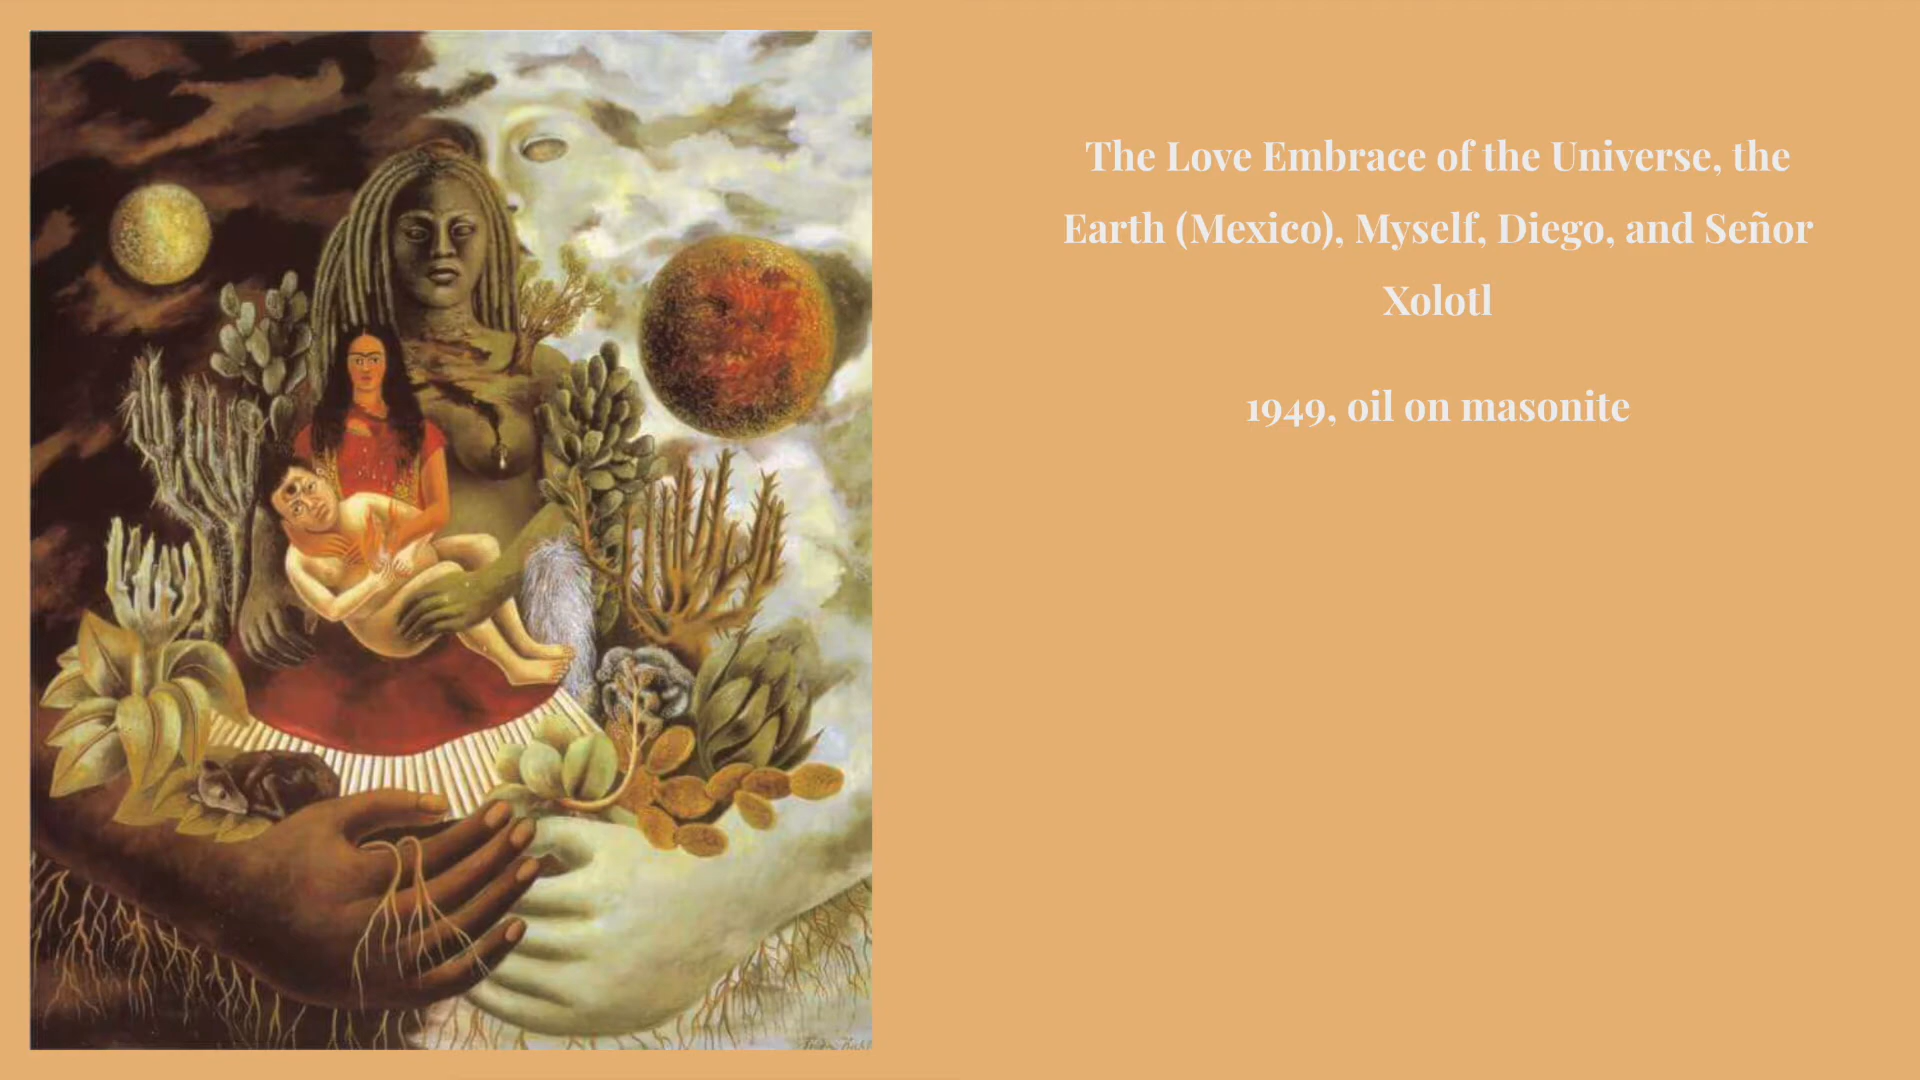 The Love Embrace of the Universe, the
Earth (Mexico), Myself, Diego, and Señor
Xolotl
1949, oil on masonite